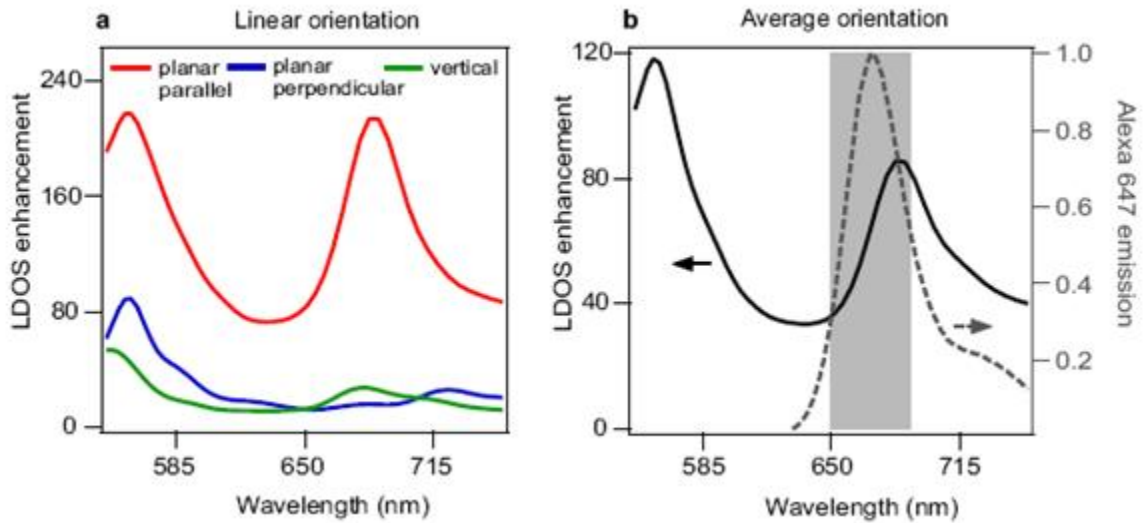 a Linear orientation
planar parallel
planar perpendicular
vertical
LDOS enhancement
240
160
80
0
585 650 715
Wavelength (nm)
b Average orientation
LDOS enhancement
120
80
40
0
1.0
0.8
0.6
0.4
0.2
Alexa 647 emission
585 650 715
Wavelength (nm)